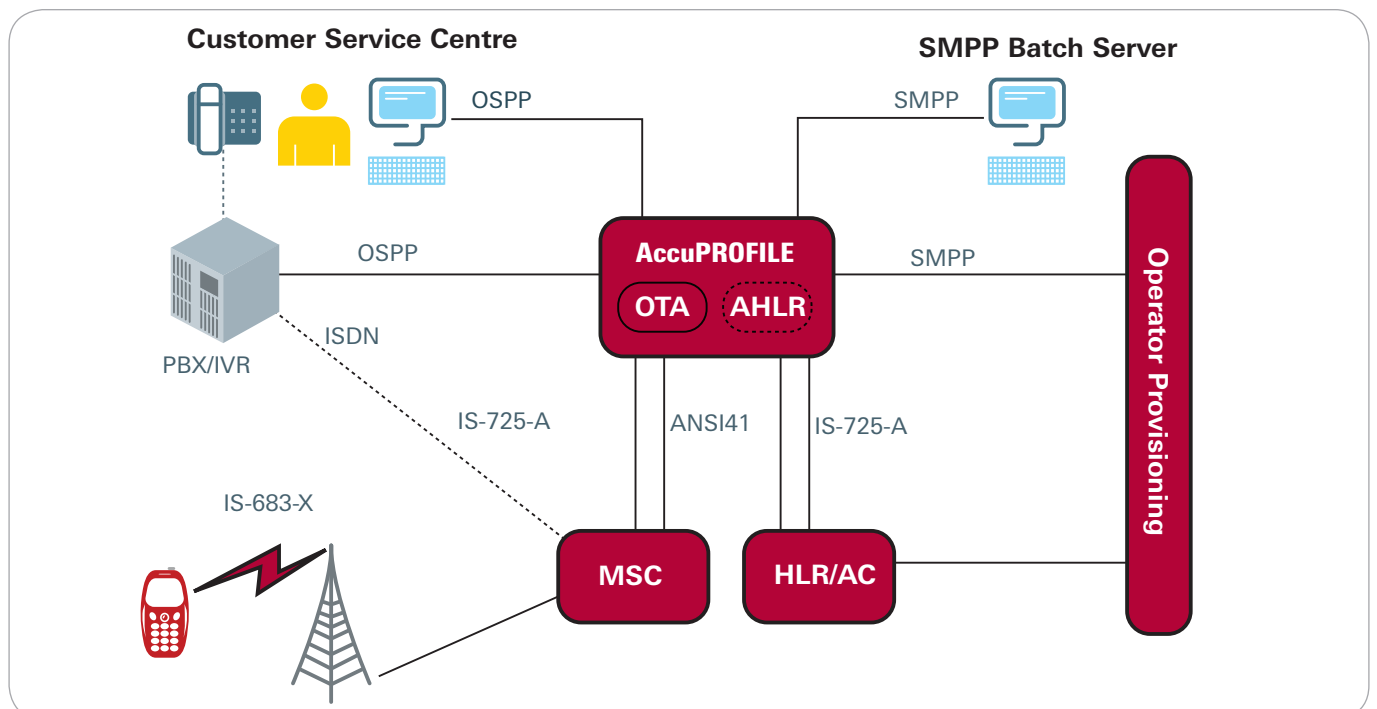 Customer Service Centre
SMPP Batch Server
OSPP
SMPP
AccuPROFILE
OTA
AHLR
OSPP
SMPP
ISDN
PBX/IVR
IS-725-A
ANSI41
IS-725-A
IS-683-X
MSC
HLR/AC
Operator Provisioning